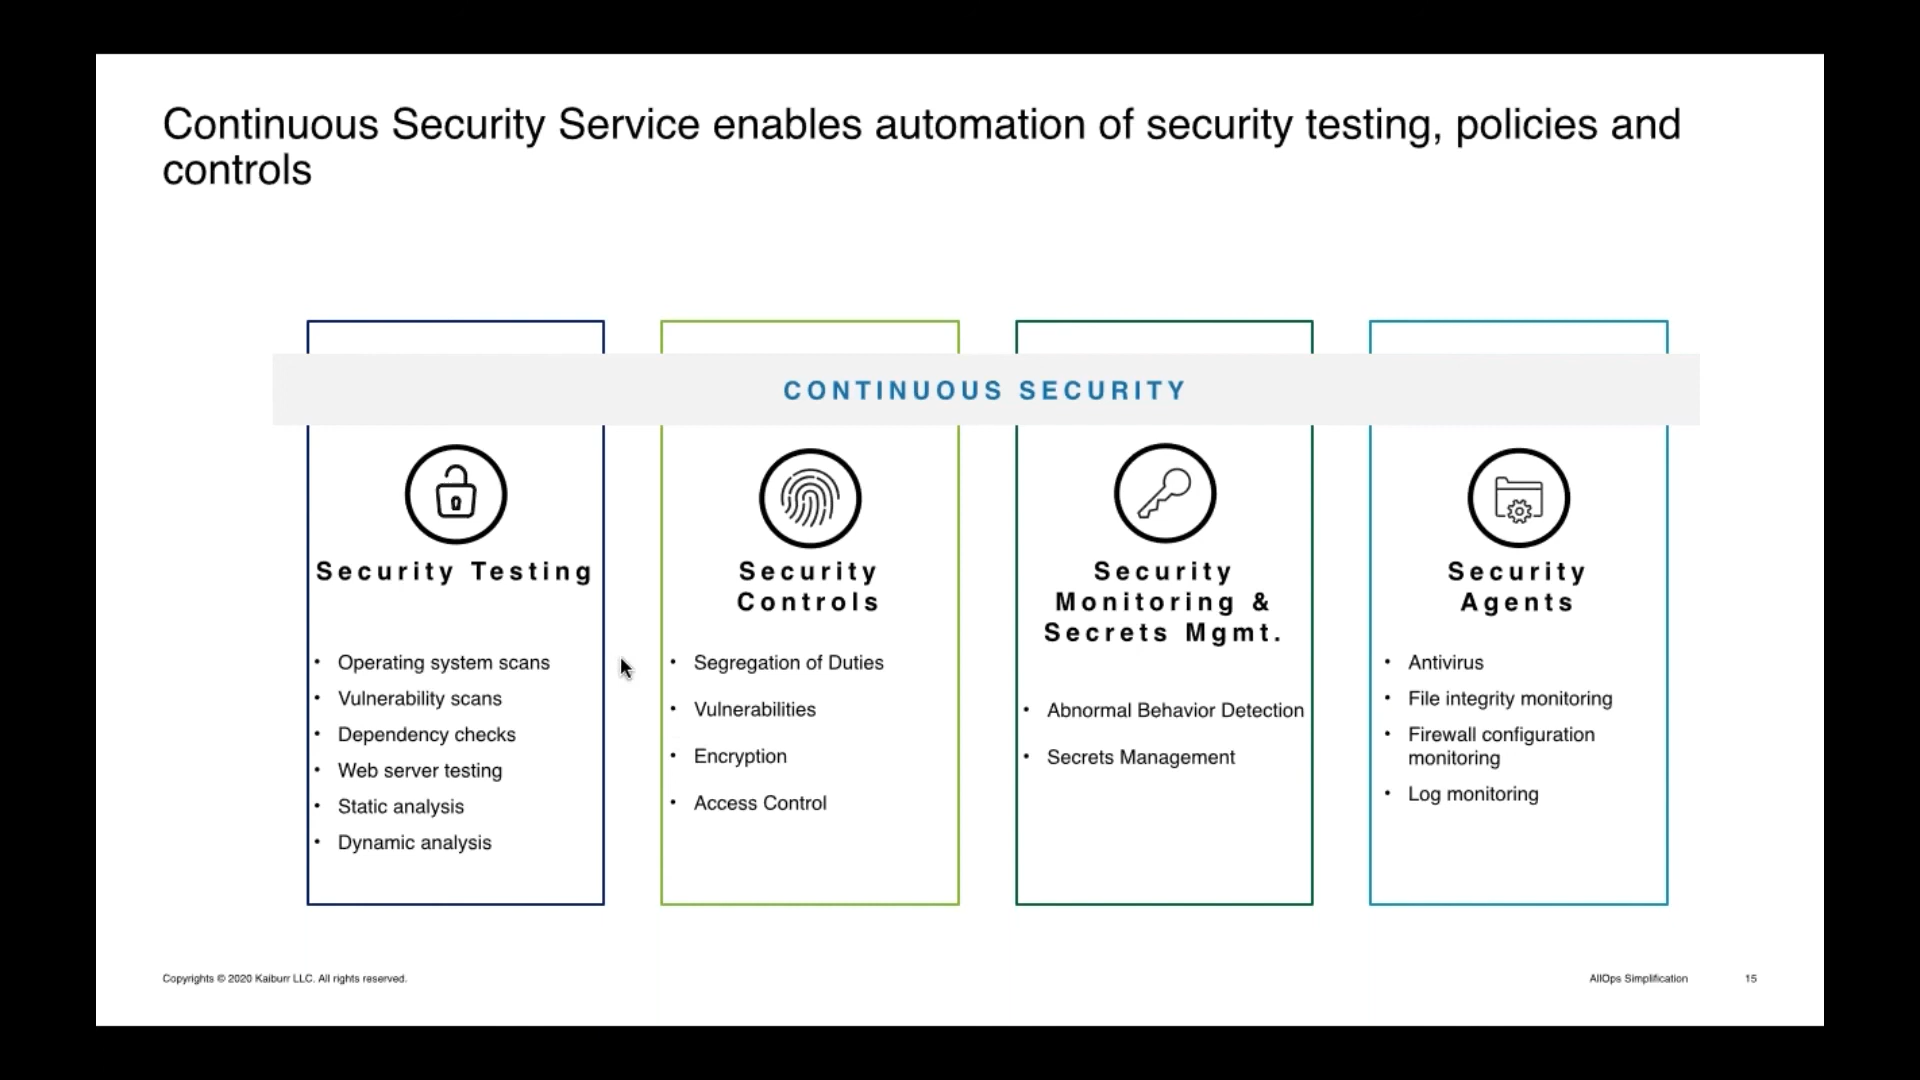 Continuous Security Service enables automation of security testing, policies and
controls
CONTINUOUS SECURITY
Security Testing
• Operating system scans
• Vulnerability scans
• Dependency checks
• Web server testing
• Static analysis
• Dynamic analysis
Security
Controls
• Segregation of Duties
• Vulnerabilities
• Encryption
• Access Control
Security
Monitoring &
Secrets Mgmt.
• Abnormal Behavior Detection
• Secrets Management
Security
Agents
• Antivirus
• File integrity monitoring
• Firewall configuration
monitoring
• Log monitoring
Copyrights © 2020 Kaiburr LLC. All rights reserved.
AllOps Simplification
15